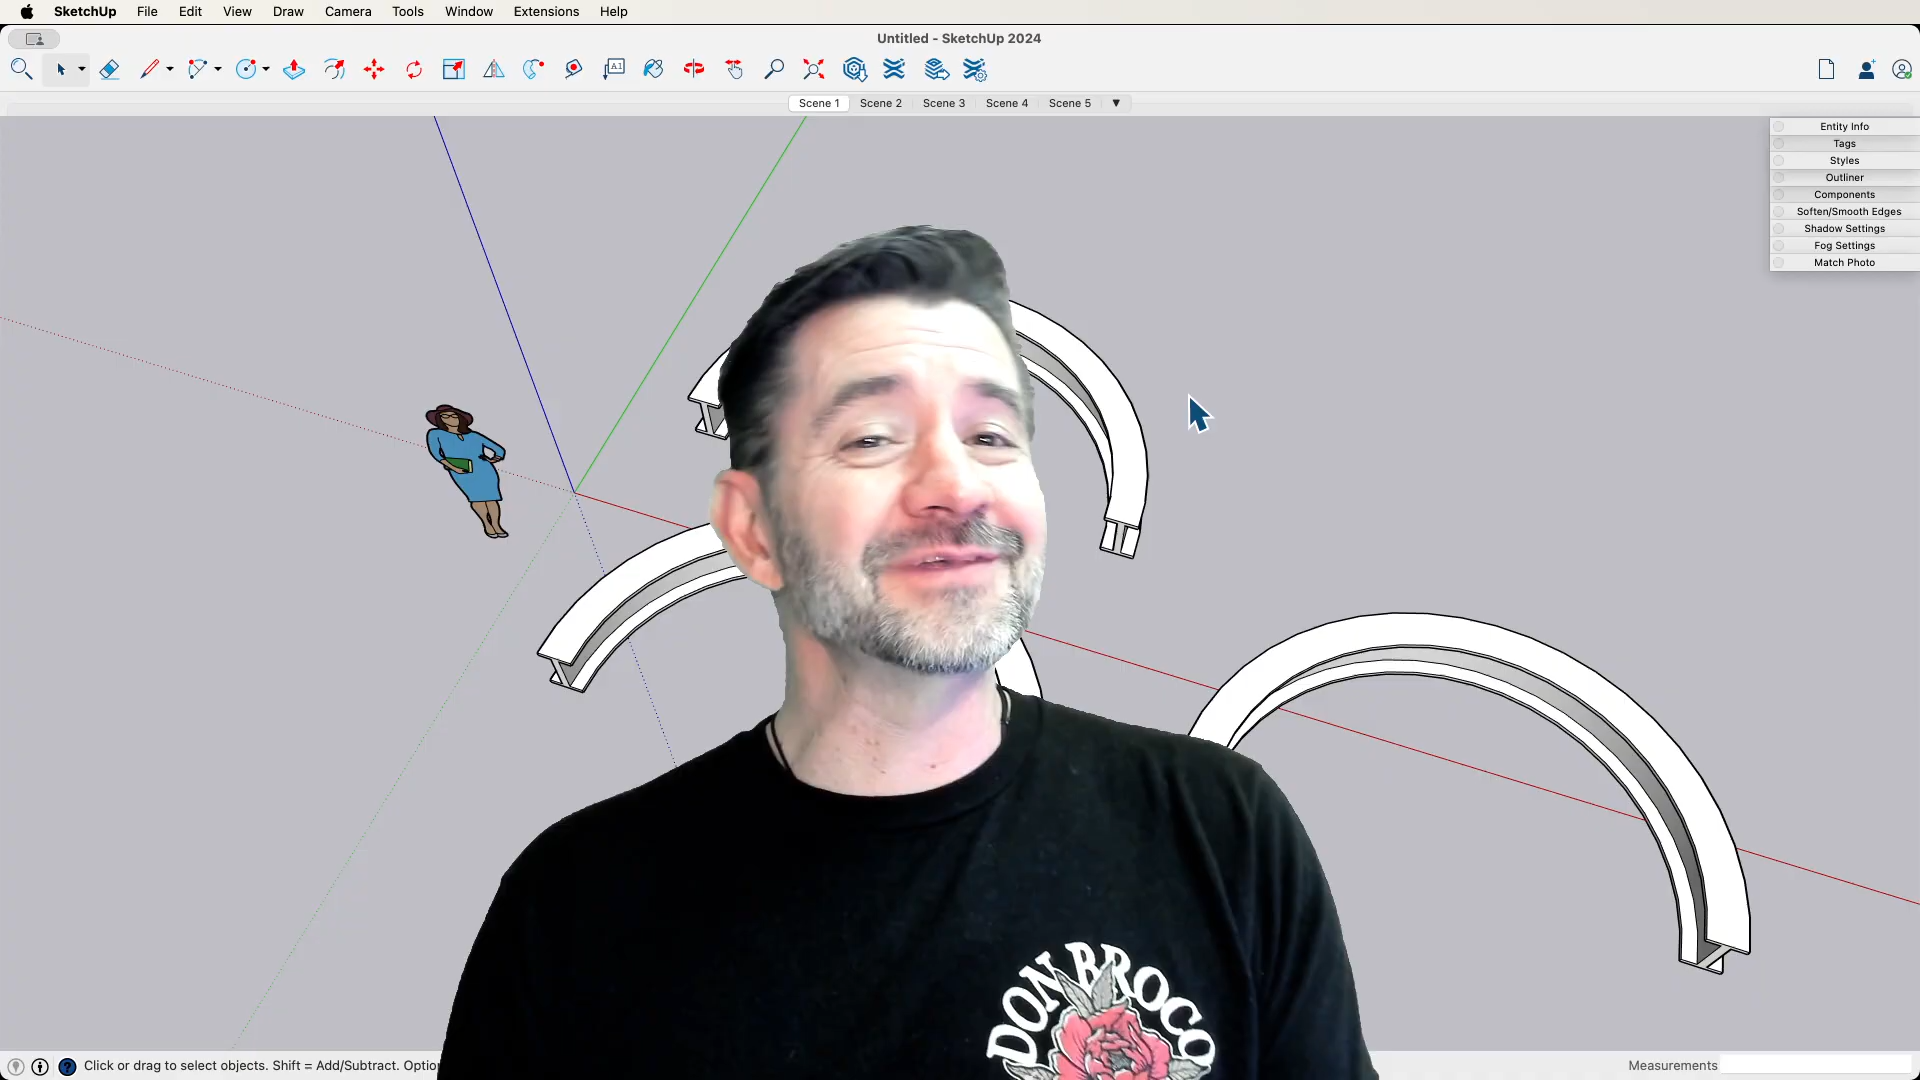 SketchUp File Edit View Draw Camera Tools Window Extensions Help
Untitled - SketchUp 2024
A1
Scene 1 Scene 2 Scene 3 Scene 4 Scene 5
Entity Info
Tags
Styles
Outliner
Components
Soften/Smooth Edges
Shadow Settings
Fog Settings
Match Photo
DON BROCO
Click or drag to select objects. Shift = Add/Subtract. Optio
Measurements